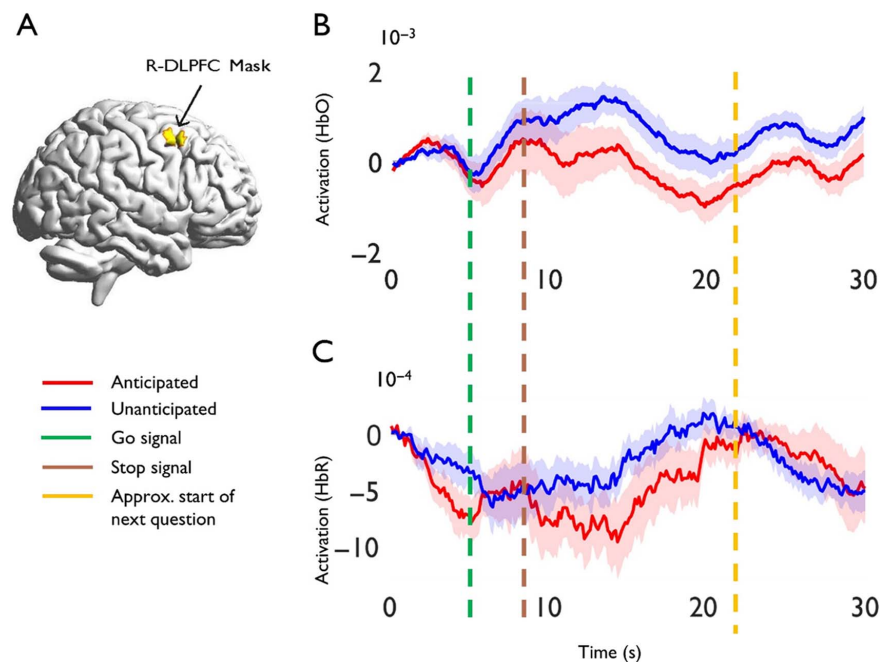 A
R-DLPFC Mask
Anticipated
Unanticipated
Go signal
Stop signal
Approx. start of
next question
B
10⁻³
Activation (HbO)
2
0
−2
0
10
20
30
C
10⁻⁴
Activation (HbR)
0
−5
−10
0
10
20
30
Time (s)